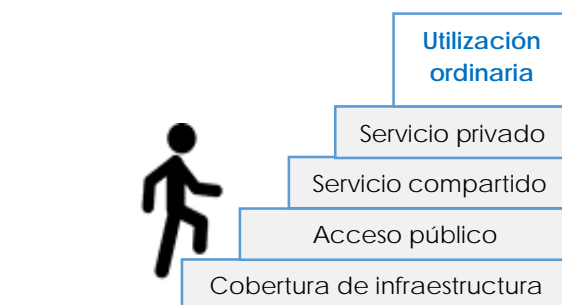 Utilización
ordinaria
Servicio privado
Servicio compartido
Acceso público
Cobertura de infraestructura